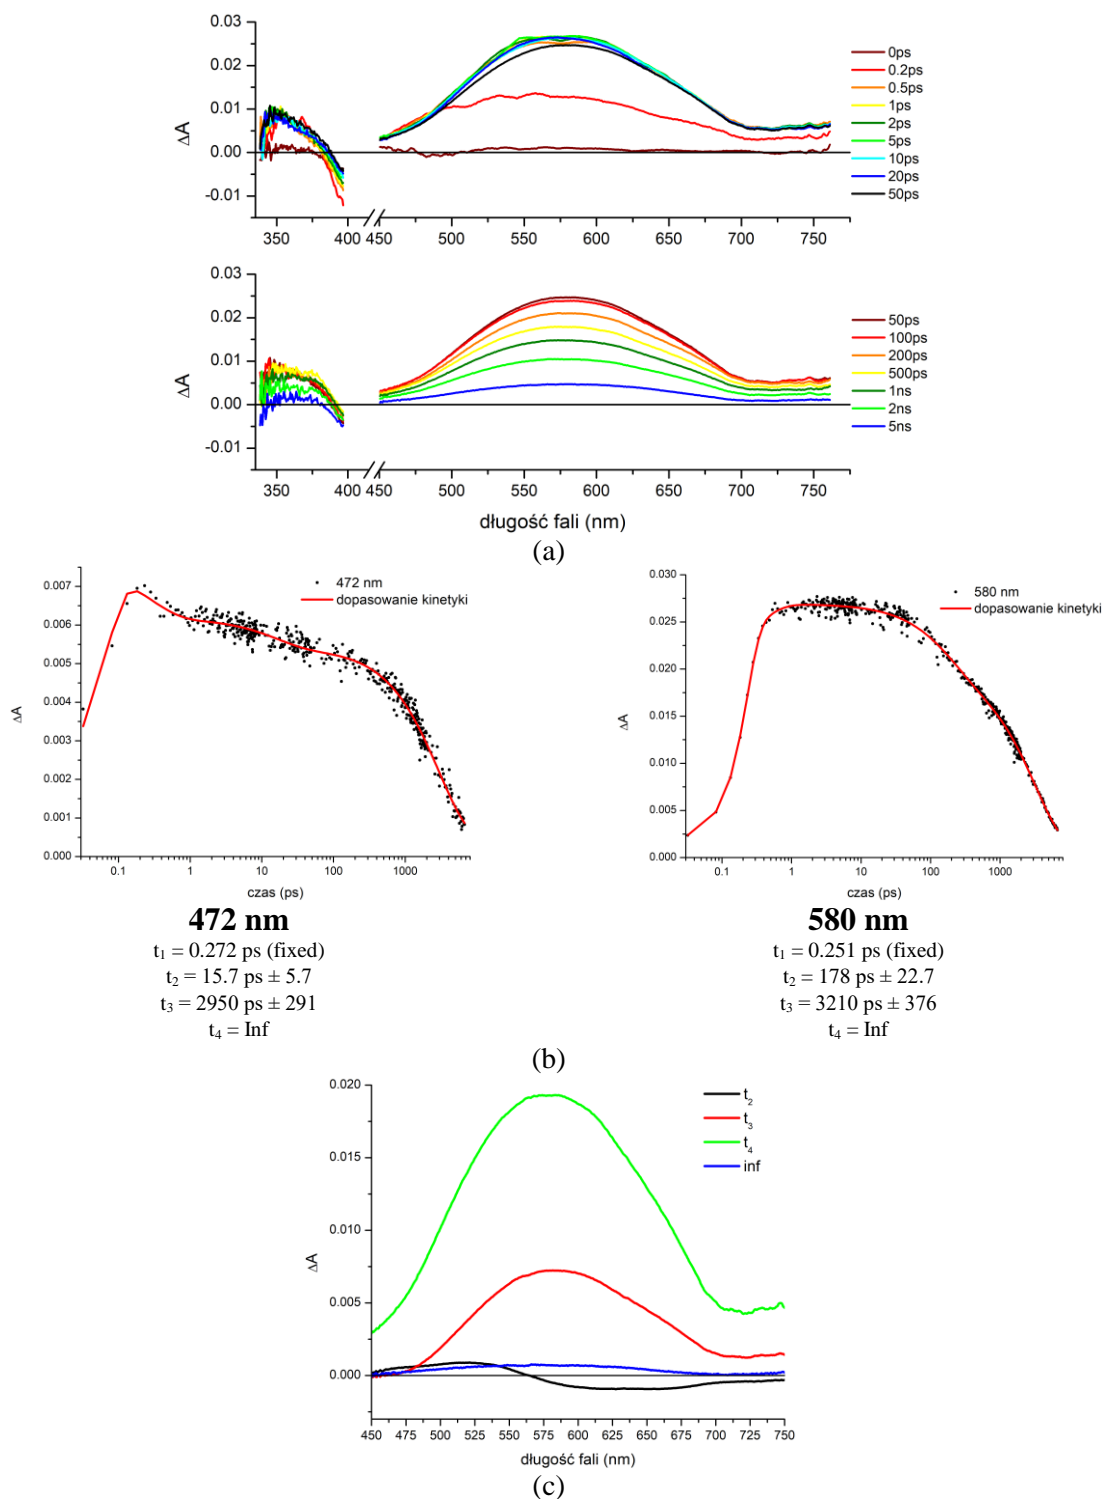 0.03
0.02
0.01
0.00
-0.01
ΔA
350 400 450 500 550 600 650 700 750
0ps
0.2ps
0.5ps
1ps
2ps
5ps
10ps
20ps
50ps
0.03
0.02
0.01
0.00
-0.01
ΔA
350 400 450 500 550 600 650 700 750
długość fali (nm)
50ps
100ps
200ps
500ps
1ns
2ns
5ns
(a)
0.007
0.006
0.005
0.004
0.003
0.002
0.001
0.000
ΔA
472 nm
dopasowanie kinetyki
0.1 1 10 100 1000
czas (ps)
0.030
0.025
0.020
0.015
0.010
0.005
0.000
ΔA
580 nm
dopasowanie kinetyki
0.1 1 10 100 1000
czas (ps)
472 nm
t₁ = 0.272 ps (fixed)
t₂ = 15.7 ps ± 5.7
t₃ = 2950 ps ± 291
t₄ = Inf
580 nm
t₁ = 0.251 ps (fixed)
t₂ = 178 ps ± 22.7
t₃ = 3210 ps ± 376
t₄ = Inf
(b)
0.020
0.015
0.010
0.005
0.000
ΔA
t₂
t₃
t₄
inf
450 475 500 525 550 575 600 625 650 675 700 725 750
długość fali (nm)
(c)